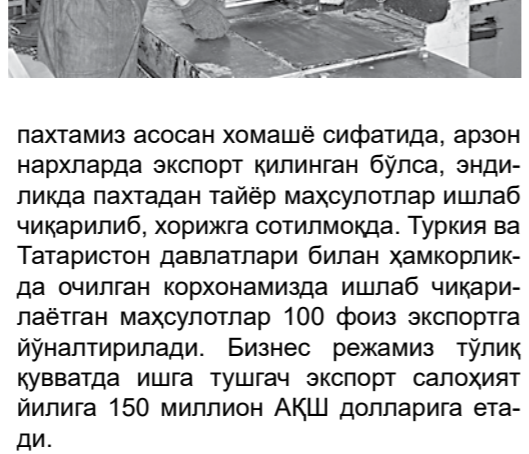 пахтамиз асосан хомашё сифатида, арзон
нархларда экспорт қилинган бўлса, энди-
ликда пахтадан тайёр маҳсулотлар ишлаб
чиқарилиб, хорижга сотилмоқда. Туркия ва
Татаристон давлатлари билан ҳамкорлик-
да очилган корхонамизда ишлаб чиқари-
лаётган маҳсулотлар 100 фоиз экспортга
йўналтирилади. Бизнес режамиз тўлиқ
қувватда ишга тушгач экспорт салоҳият
йилига 150 миллион АҚШ долларига ета-
ди.